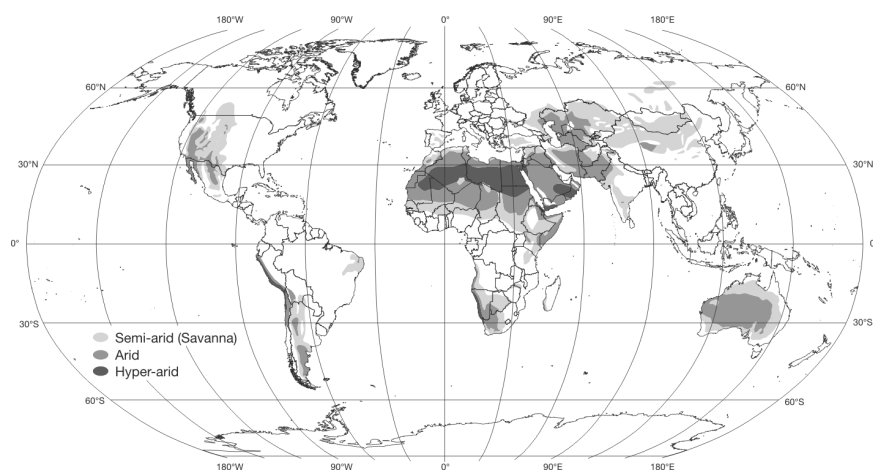 180°W 90°W 0° 90°E 180°E
60°N 60°N
30°N 30°N
0° 0°
30°S 30°S
Semi-arid (Savanna)
Arid
Hyper-arid
60°S 60°S
180°W 90°W 0° 90°E 180°E